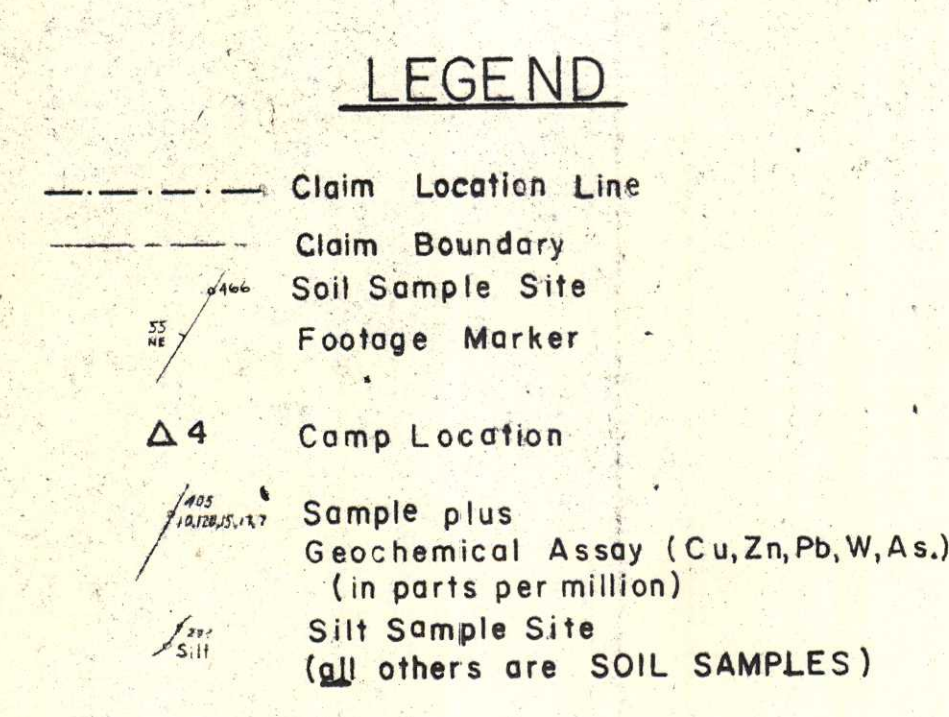 LEGEND
Claim Location Line
Claim Boundary
466 Soil Sample Site
55
NE Footage Marker
Δ 4 Camp Location
405 Sample plus
Geochemical Assay (Cu, Zn, Pb, W, As.)
(in parts per million)
Silt Sample Site
Silt
(all others are SOIL SAMPLES)